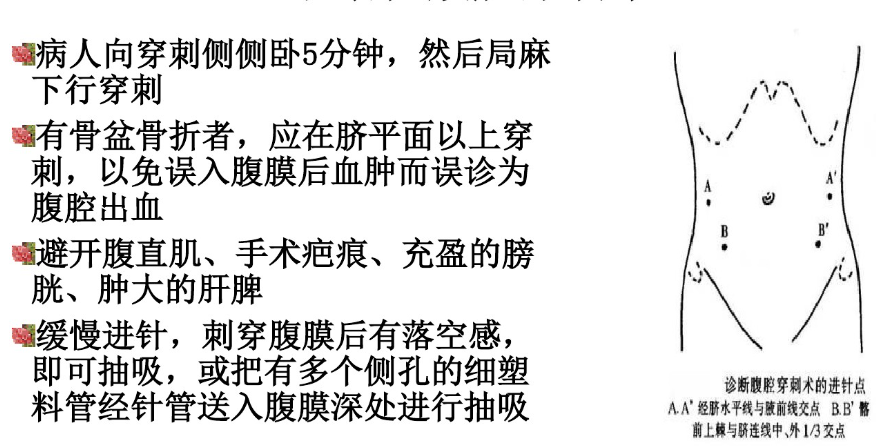 病人向穿刺侧侧卧5分钟，然后局麻
下行穿刺
有骨盆骨折者，应在脐平面以上穿
刺，以免误入腹膜后血肿而误诊为
腹腔出血
避开腹直肌、手术疤痕、充盈的膀
胱、肿大的肝脾
缓慢进针，刺穿腹膜后有落空感，
即可抽吸，或把有多个侧孔的细塑
料管经针管送入腹膜深处进行抽吸
A A'
B B'
诊断腹腔穿刺术的进针点
A.A' 经脐水平线与腋前线交点 B.B' 髂
前上棘与脐连线中、外1/3交点